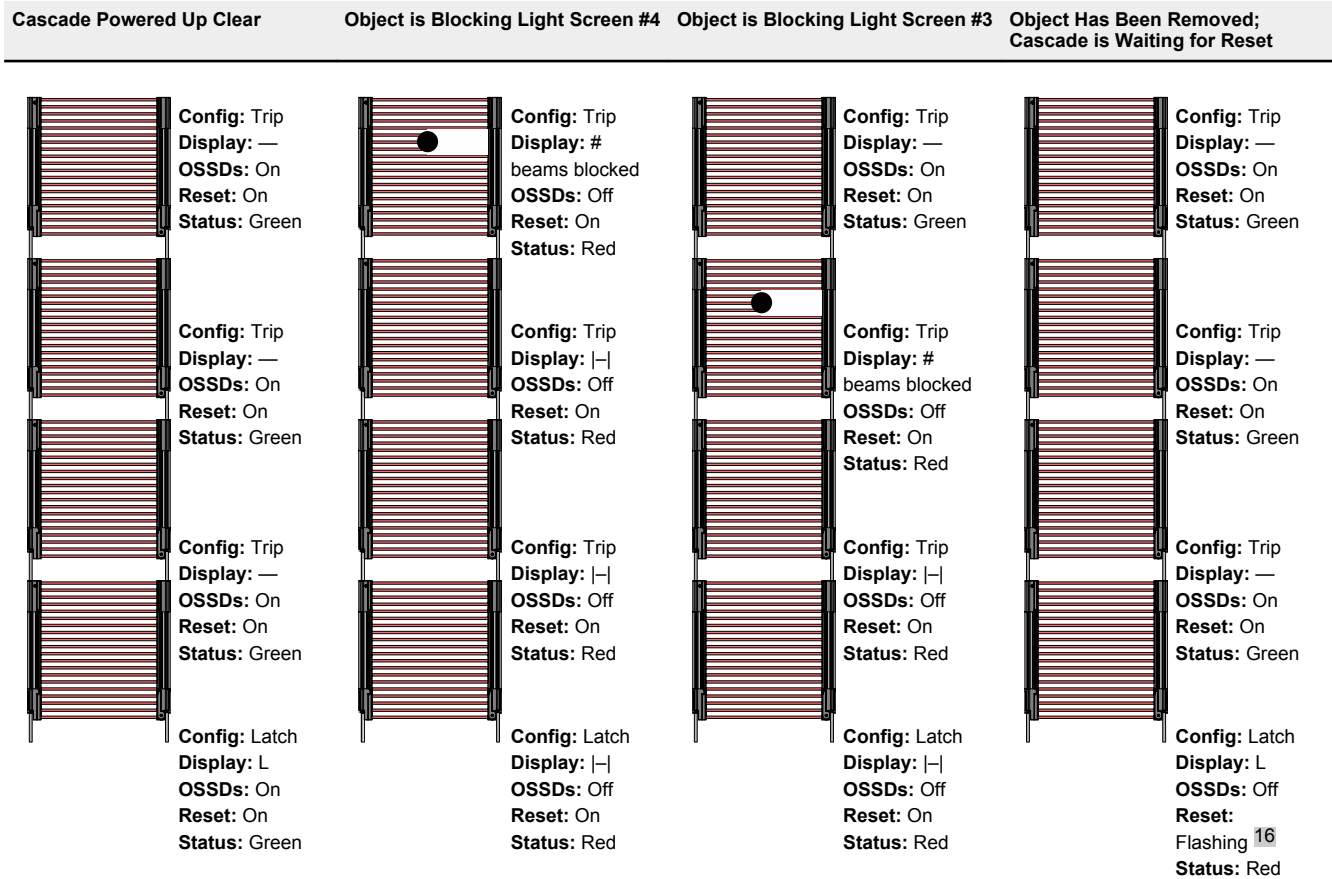 Cascade Powered Up Clear
Object is Blocking Light Screen #4
Object is Blocking Light Screen #3
Object Has Been Removed;
Cascade is Waiting for Reset
Config: Trip
Display: —
OSSDs: On
Reset: On
Status: Green
Config: Trip
Display: —
OSSDs: On
Reset: On
Status: Green
Config: Trip
Display: —
OSSDs: On
Reset: On
Status: Green
Config: Latch
Display: L
OSSDs: On
Reset: On
Status: Green
Config: Trip
Display: #
beams blocked
OSSDs: Off
Reset: On
Status: Red
Config: Trip
Display: |–|
OSSDs: Off
Reset: On
Status: Red
Config: Trip
Display: |–|
OSSDs: Off
Reset: On
Status: Red
Config: Latch
Display: |–|
OSSDs: Off
Reset: On
Status: Red
Config: Trip
Display: —
OSSDs: On
Reset: On
Status: Green
Config: Trip
Display: #
beams blocked
OSSDs: Off
Reset: On
Status: Red
Config: Trip
Display: |–|
OSSDs: Off
Reset: On
Status: Red
Config: Latch
Display: |–|
OSSDs: Off
Reset: On
Status: Red
Config: Trip
Display: —
OSSDs: On
Reset: On
Status: Green
Config: Trip
Display: —
OSSDs: On
Reset: On
Status: Green
Config: Trip
Display: —
OSSDs: On
Reset: On
Status: Green
Config: Latch
Display: L
OSSDs: Off
Reset:
Flashing 16
Status: Red